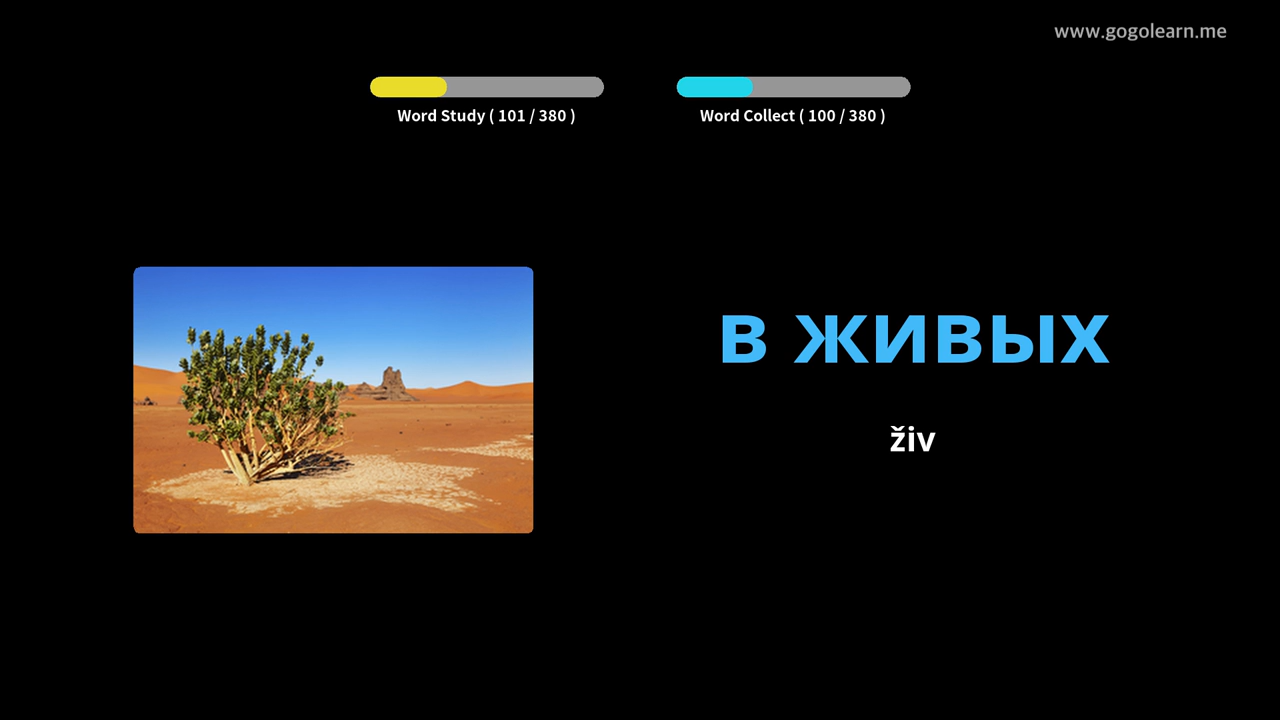 www.gogolearn.me
Word Study ( 101 / 380 )
Word Collect ( 100 / 380 )
в живых
živ